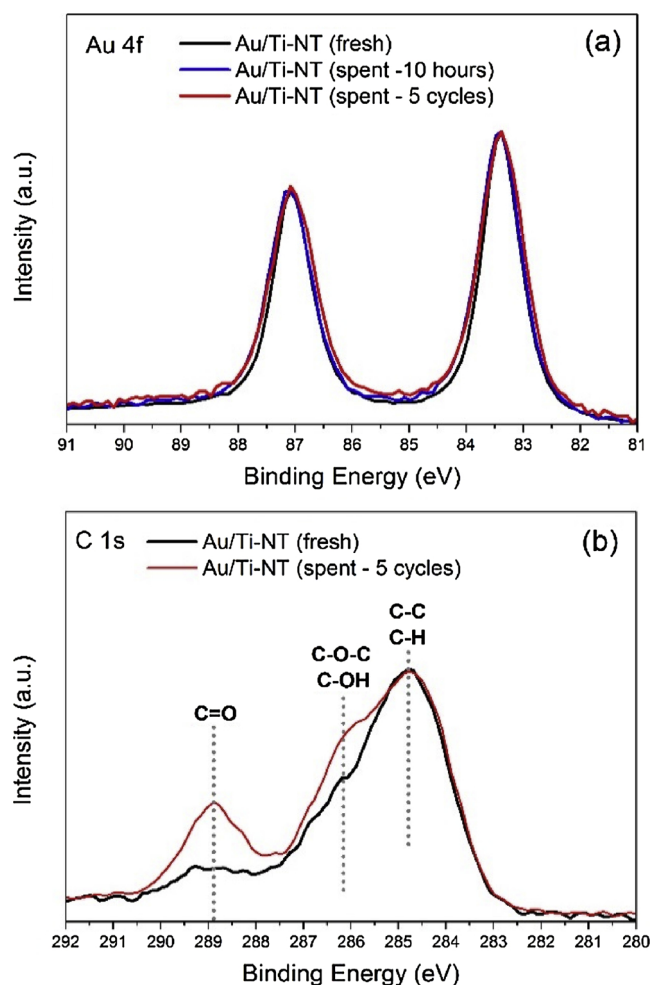 Au 4f
(a)
Au/Ti-NT (fresh)
Au/Ti-NT (spent -10 hours)
Au/Ti-NT (spent - 5 cycles)
Intensity (a.u.)
91 90 89 88 87 86 85 84 83 82 81
Binding Energy (eV)
C 1s
(b)
Au/Ti-NT (fresh)
Au/Ti-NT (spent - 5 cycles)
C-C
C-H
C-O-C
C-OH
C=O
Intensity (a.u.)
292 291 290 289 288 287 286 285 284 283 282 281 280
Binding Energy (eV)